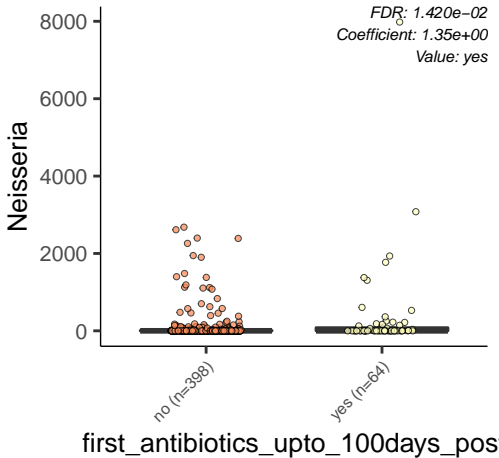 FDR: 1.420e−02
Coefficient: 1.35e+00
Value: yes
Neisseria
8000
6000
4000
2000
0
no (n=398)
yes (n=64)
first_antibiotics_upto_100days_pos